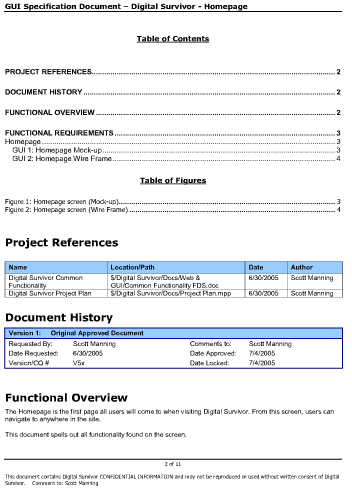 GUI Specification Document – Digital Survivor - Homepage
Table of Contents
PROJECT REFERENCES........................................ 2
DOCUMENT HISTORY........................................ 2
FUNCTIONAL OVERVIEW........................................ 2
FUNCTIONAL REQUIREMENTS........................................ 3
Homepage........................................ 3
GUI 1: Homepage Mock-up........................................ 3
GUI 2: Homepage Wire Frame........................................ 4
Table of Figures
Figure 1: Homepage screen (Mock-up)........................................ 3
Figure 2: Homepage screen (Wire Frame)........................................ 4
Project References
Name Location/Path Date Author
Digital Survivor Common $/Digital Survivor/Docs/Web & 6/30/2005 Scott Manning
Functionality GUI/Common Functionality FDS.doc
Digital Survivor Project Plan $/Digital Survivor/Docs/Project Plan.mpp 6/30/2005 Scott Manning
Document History
Version 1: Original Approved Document
Requested By: Scott Manning Comments to: Scott Manning
Date Requested: 6/30/2005 Date Approved: 7/4/2005
Version/CQ # V5x Date Locked: 7/4/2005
Functional Overview
The Homepage is the first page all users will come to when visiting Digital Survivor. From this screen, users can
navigate to anywhere in the site.
This document spells out all functionality found on the screen.
2 of 11
This document contains Digital Survivor CONFIDENTIAL INFORMATION and may not be reproduced or used without written consent of Digital
Survivor. Comment to: Scott Manning